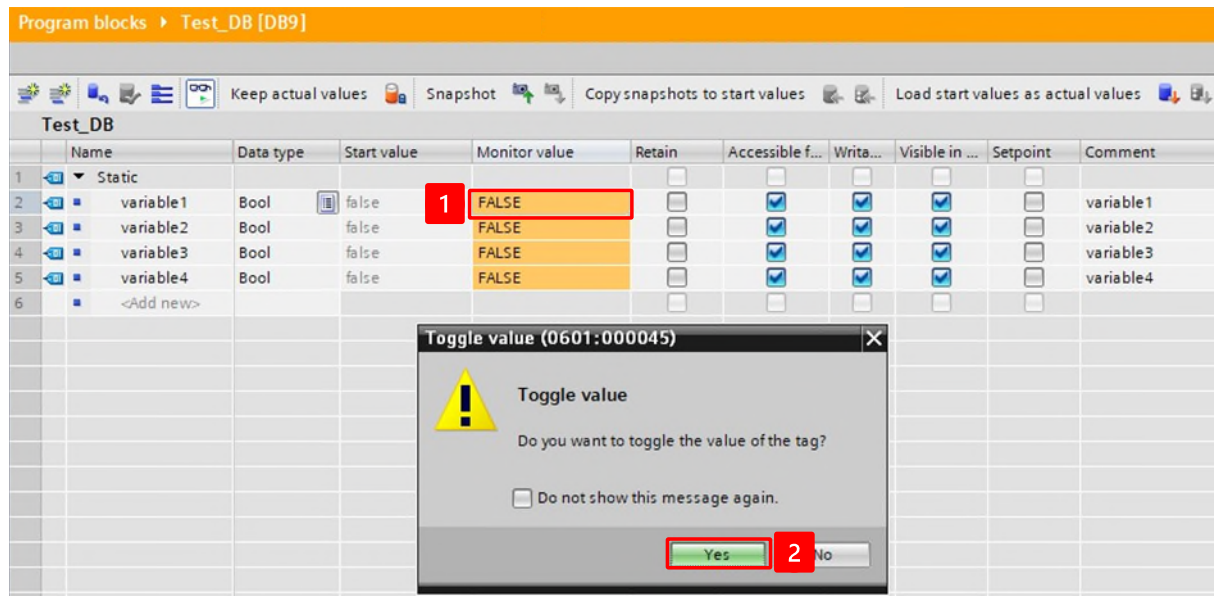 Program blocks ▸ Test_DB [DB9]
Keep actual values Snapshot Copy snapshots to start values Load start values as actual values
Test_DB
Name Data type Start value Monitor value Retain Accessible f... Writa... Visible in ... Setpoint Comment
1 Static
2 variable1 Bool false 1 FALSE variable1
3 variable2 Bool false FALSE variable2
4 variable3 Bool false FALSE variable3
5 variable4 Bool false FALSE variable4
6 <Add new>
Toggle value (0601:000045)
Toggle value
Do you want to toggle the value of the tag?
Do not show this message again.
Yes 2 No